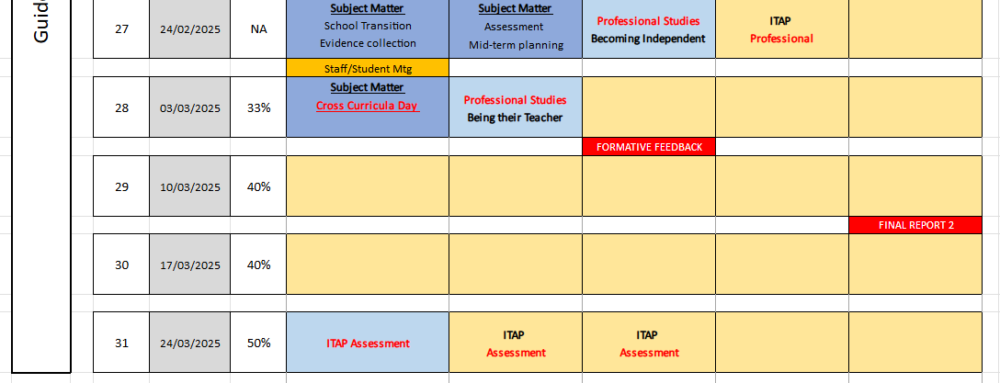 Guid
27
24/02/2025
NA
Subject Matter
School Transition
Evidence collection
Subject Matter
Assessment
Mid-term planning
Professional Studies
Becoming Independent
ITAP
Professional
Staff/Student Mtg
28
03/03/2025
33%
Subject Matter
Cross Curricula Day
Professional Studies
Being their Teacher
FORMATIVE FEEDBACK
29
10/03/2025
40%
FINAL REPORT 2
30
17/03/2025
40%
31
24/03/2025
50%
ITAP Assessment
ITAP
Assessment
ITAP
Assessment